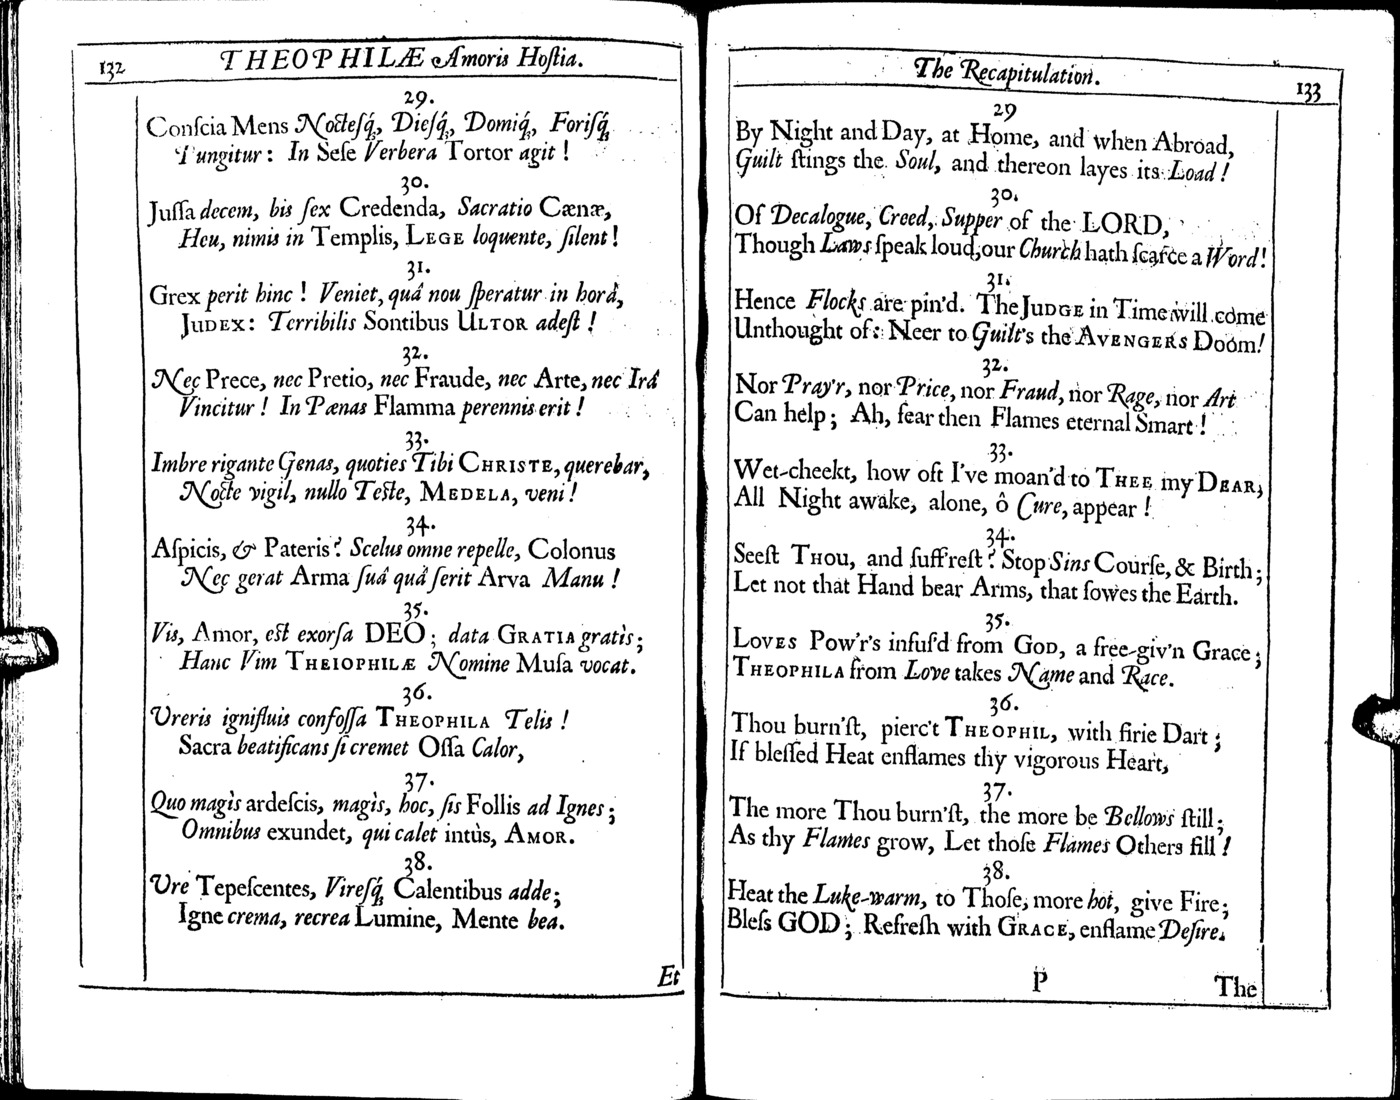 132 THEOPHILÆ Amoris Hoſtia.
29.
Conſcia Mens Nocteſq́, Dieſq́, Domiq́, Foriſq́
Pungitur: In Seſe Verbera Tortor agit!
30.
Juſſa decem, bis ſex Credenda, Sacratio Cænæ,
Heu, nimis in Templis, LEGE loquente, ſilent!
31.
Grex perit hinc! Veniet, quâ nou ſperatur in horâ,
JUDEX: Terribilis Sontibus ULTOR adeſt!
32.
Nec Prece, nec Pretio, nec Fraude, nec Arte, nec Irâ
Vincitur! In Pœnas Flamma perennis erit!
33.
Imbre rigante Genas, quoties Tibi CHRISTE, querebar,
Nocte vigil, nullo Teſte, MEDELA, veni!
34.
Aſpicis, & Pateris? Scelus omne repelle, Colonus
Nec gerat Arma ſuâ quâ ſerit Arva Manu!
35.
Vis, Amor, eſt exorſa DEO; data GRATIA gratìs;
Hanc Vim THEIOPHILÆ Nomine Muſa vocat.
36.
Vreris ignifluis confoſſa THEOPHILA Telis!
Sacra beatificans ſi cremet Oſſa Calor,
37.
Quo magìs ardeſcis, magìs, hoc, ſis Follis ad Ignes;
Omnibus exundet, qui calet intùs, AMOR.
38.
Vre Tepeſcentes, Vireſq́ Calentibus adde;
Igne crema, recrea Lumine, Mente bea.
Et
The Recapitulation. 133
29
By Night and Day, at Home, and when Abroad,
Guilt ſtings the Soul, and thereon layes its Load!
30.
Of Decalogue, Creed, Supper of the LORD,
Though Laws ſpeak loud, our Church hath ſcarce a Word!
31.
Hence Flocks are pin'd. The JUDGE in Time will come
Unthought of: Neer to Guilt's the AVENGERS Doom!
32.
Nor Pray'r, nor Price, nor Fraud, nor Rage, nor Art
Can help; Ah, fear then Flames eternal Smart!
33.
Wet-cheekt, how oft I've moan'd to THEE my DEAR,
All Night awake, alone, ô Cure, appear!
34.
Seeſt THOU, and ſuffreſt? Stop Sins Courſe, & Birth;
Let not that Hand bear Arms, that ſowes the Earth.
35.
LOVES Pow'r's infuſ'd from GOD, a free-giv'n Grace;
THEOPHILA from Love takes Name and Race.
36.
Thou burn'ſt, pierc't THEOPHIL, with firie Dart;
If bleſſed Heat enflames thy vigorous Heart,
37.
The more Thou burn'ſt, the more be Bellows ſtill;
As thy Flames grow, Let thoſe Flames Others fill!
38.
Heat the Luke-warm, to Thoſe, more hot, give Fire;
Bleſs GOD; Refreſh with GRACE, enflame Deſire.
P The